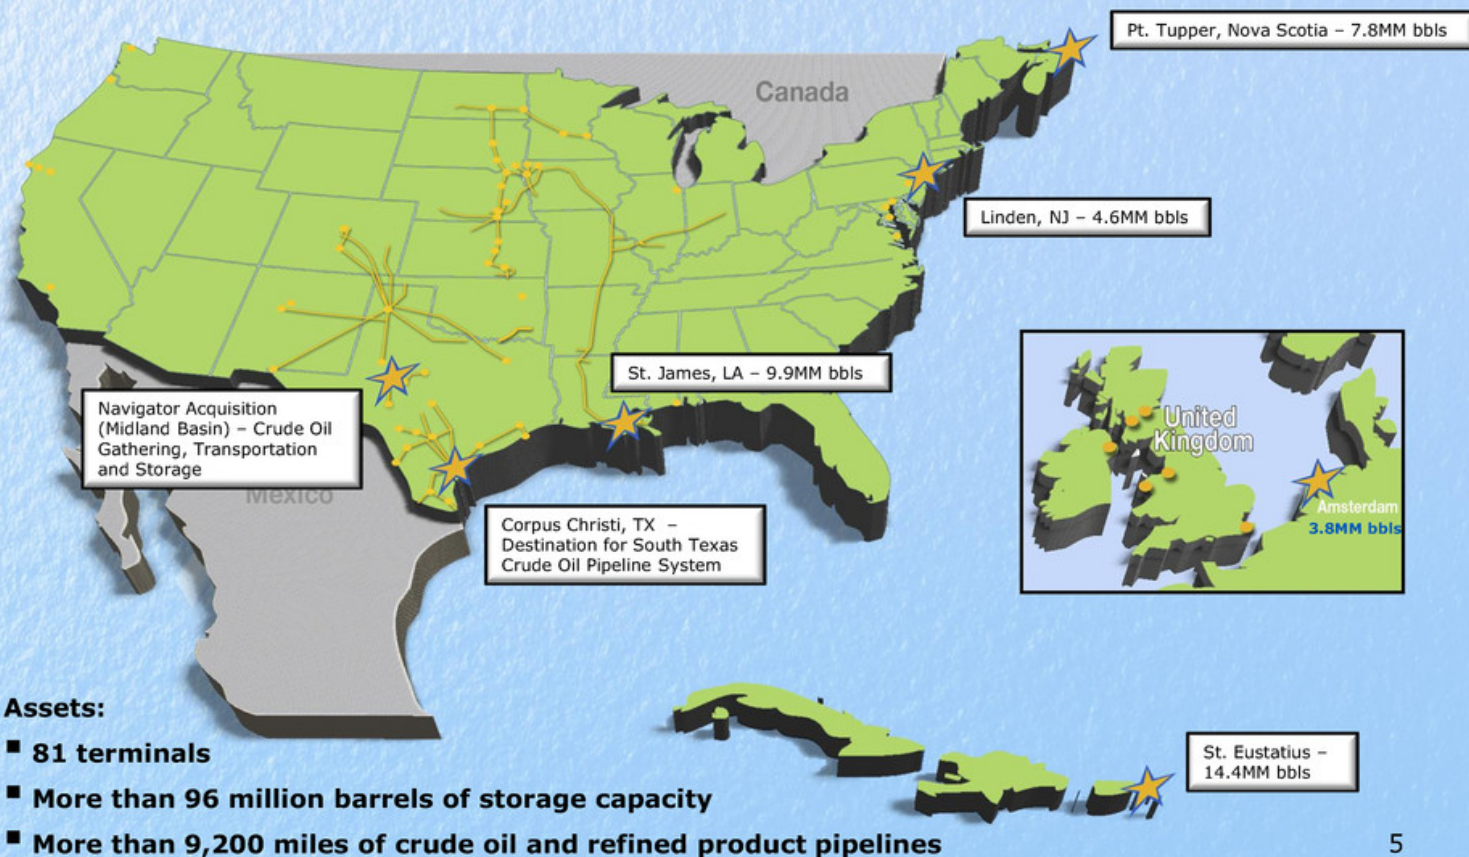 Pt. Tupper, Nova Scotia – 7.8MM bbls
Canada
Linden, NJ – 4.6MM bbls
St. James, LA – 9.9MM bbls
Navigator Acquisition
(Midland Basin) – Crude Oil
Gathering, Transportation
and Storage
Mexico
Corpus Christi, TX –
Destination for South Texas
Crude Oil Pipeline System
United
Kingdom
Amsterdam
3.8MM bbls
St. Eustatius –
14.4MM bbls
Assets:
▪ 81 terminals
▪ More than 96 million barrels of storage capacity
▪ More than 9,200 miles of crude oil and refined product pipelines
5